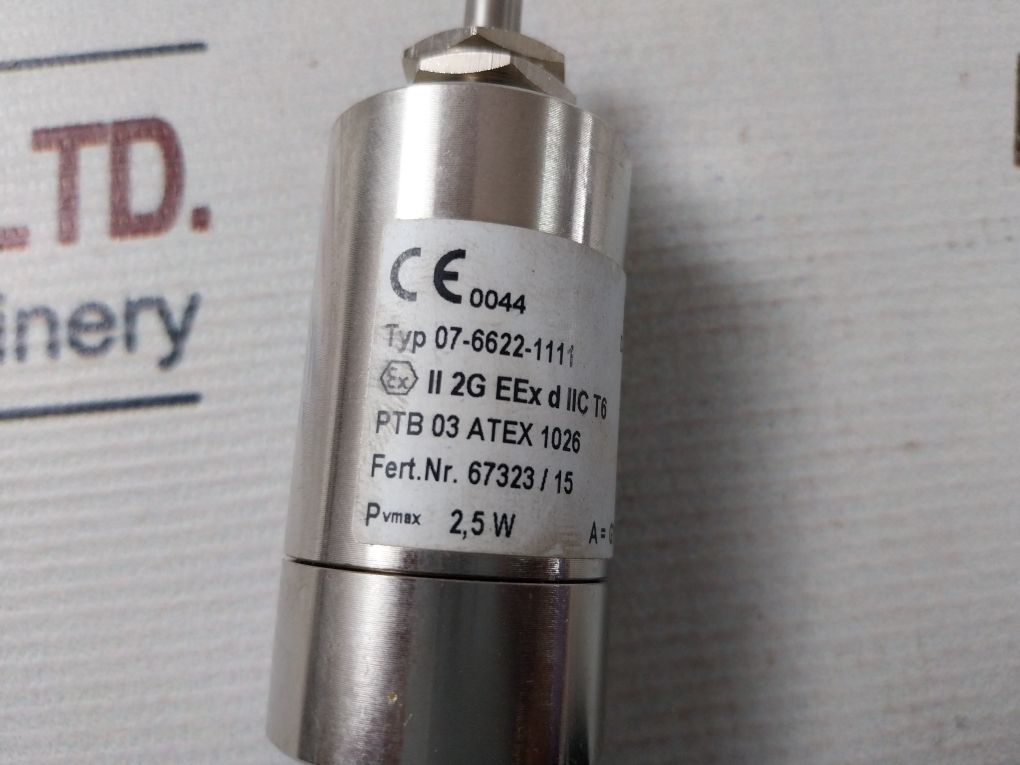 LTD.
inery
CE 0044
Typ 07-6622-1111
Ex II 2G EEx d IIC T6
PTB 03 ATEX 1026
Fert.Nr. 67323 / 15
Pvmax 2,5 W
A =